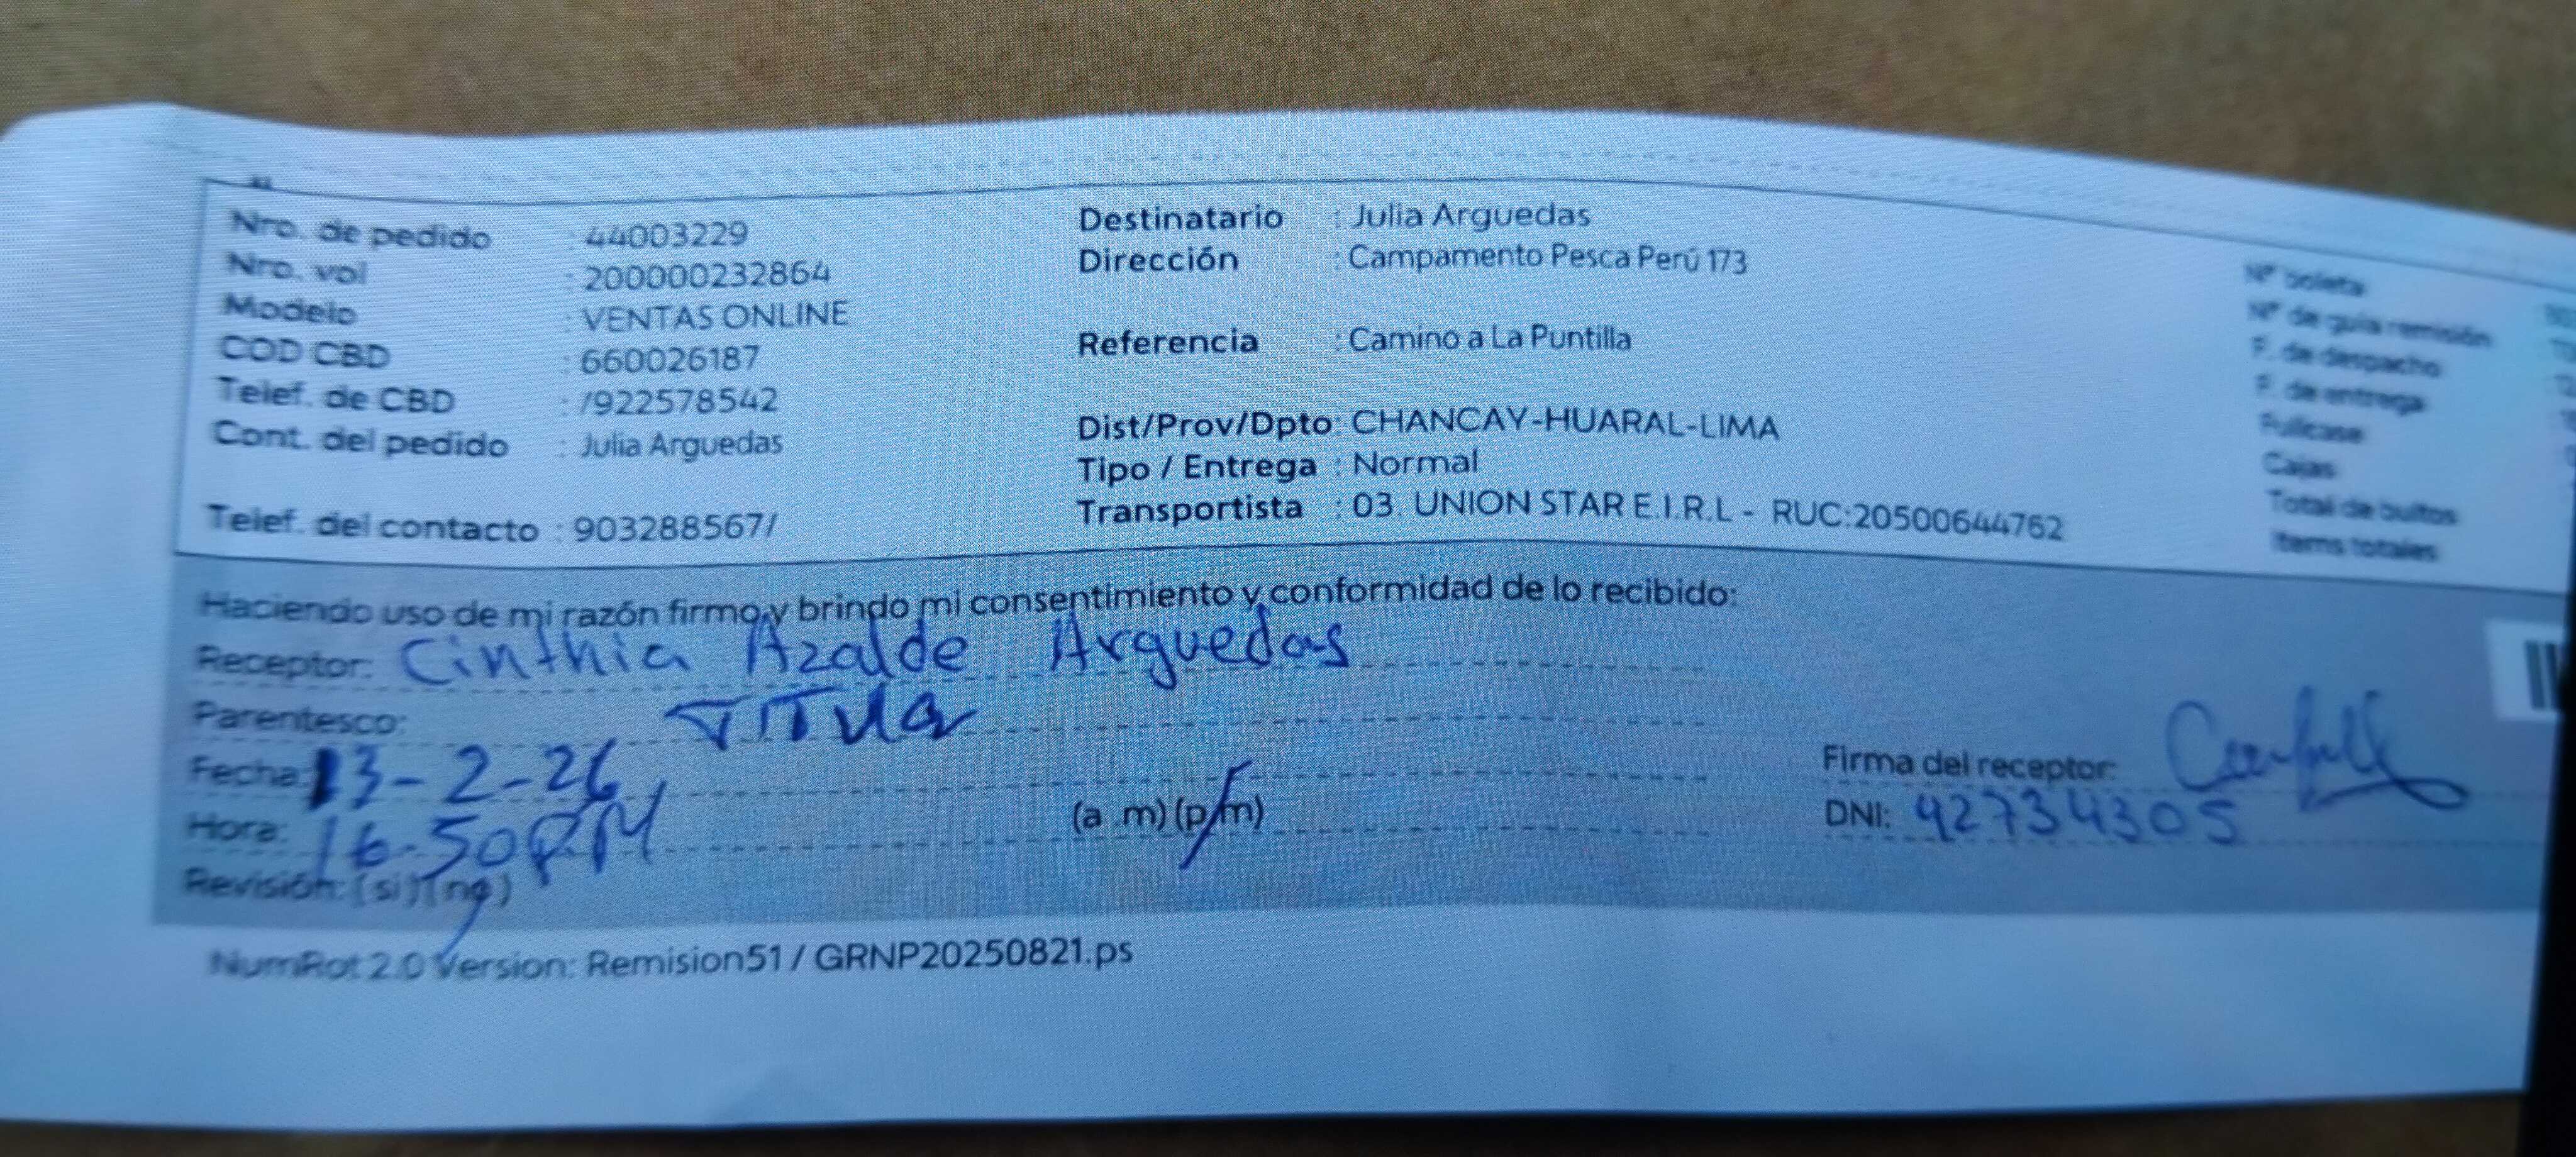 Nro. de pedido : 44003229
Nro. vol : 200000232864
Modelo : VENTAS ONLINE
COD CBD : 660026187
Telef. de CBD : /922578542
Cont. del pedido : Julia Arguedas
Telef. del contacto : 903288567/
Destinatario : Julia Arguedas
Dirección : Campamento Pesca Perú 173
Referencia : Camino a La Puntilla
Dist/Prov/Dpto: CHANCAY-HUARAL-LIMA
Tipo / Entrega : Normal
Transportista : 03. UNION STAR E.I.R.L - RUC:20500644762
Nº boleta
Nº de guía remisión
F. de despacho
F. de entrega
Fullcase
Cajas
Total de bultos
Items totales
Haciendo uso de mi razón firmo y brindo mi consentimiento y conformidad de lo recibido:
Receptor: Cinthia Azalde Arguedas
Parentesco:
Fecha: 13-2-26
Hora: 16-50PM (a .m) (p/m)
Revisión: (si) (no)
Firma del receptor:
DNI: 42734305
NumRot 2.0 Version: Remision51 / GRNP20250821.ps